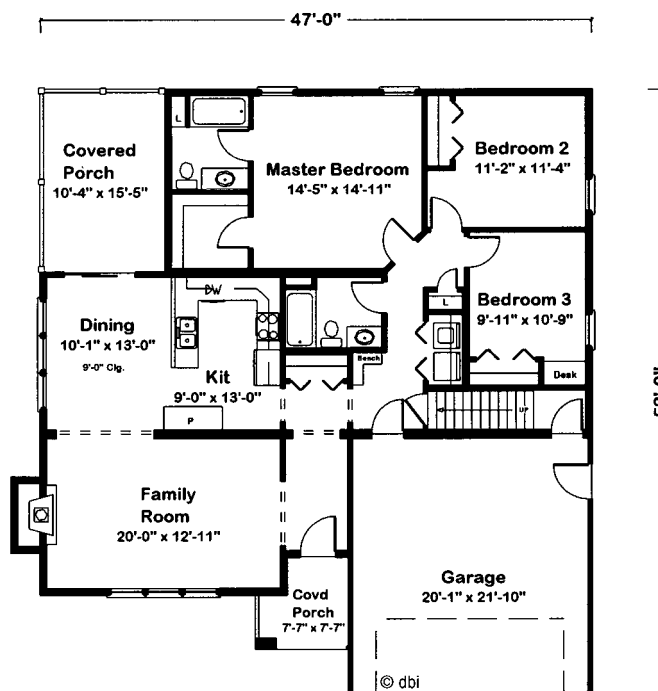 47'-0"
Covered
Porch
10'-4" x 15'-5"
L
Master Bedroom
14'-5" x 14'-11"
Bedroom 2
11'-2" x 11'-4"
Bedroom 3
9'-11" x 10'-9"
L
DW
Dining
10'-1" x 13'-0"
9'-0" Clg.
Kit
9'-0" x 13'-0"
P
Bench
Desk
UP
Family
Room
20'-0" x 12'-11"
Covd
Porch
7'-7" x 7'-7"
Garage
20'-1" x 21'-10"
© dbi